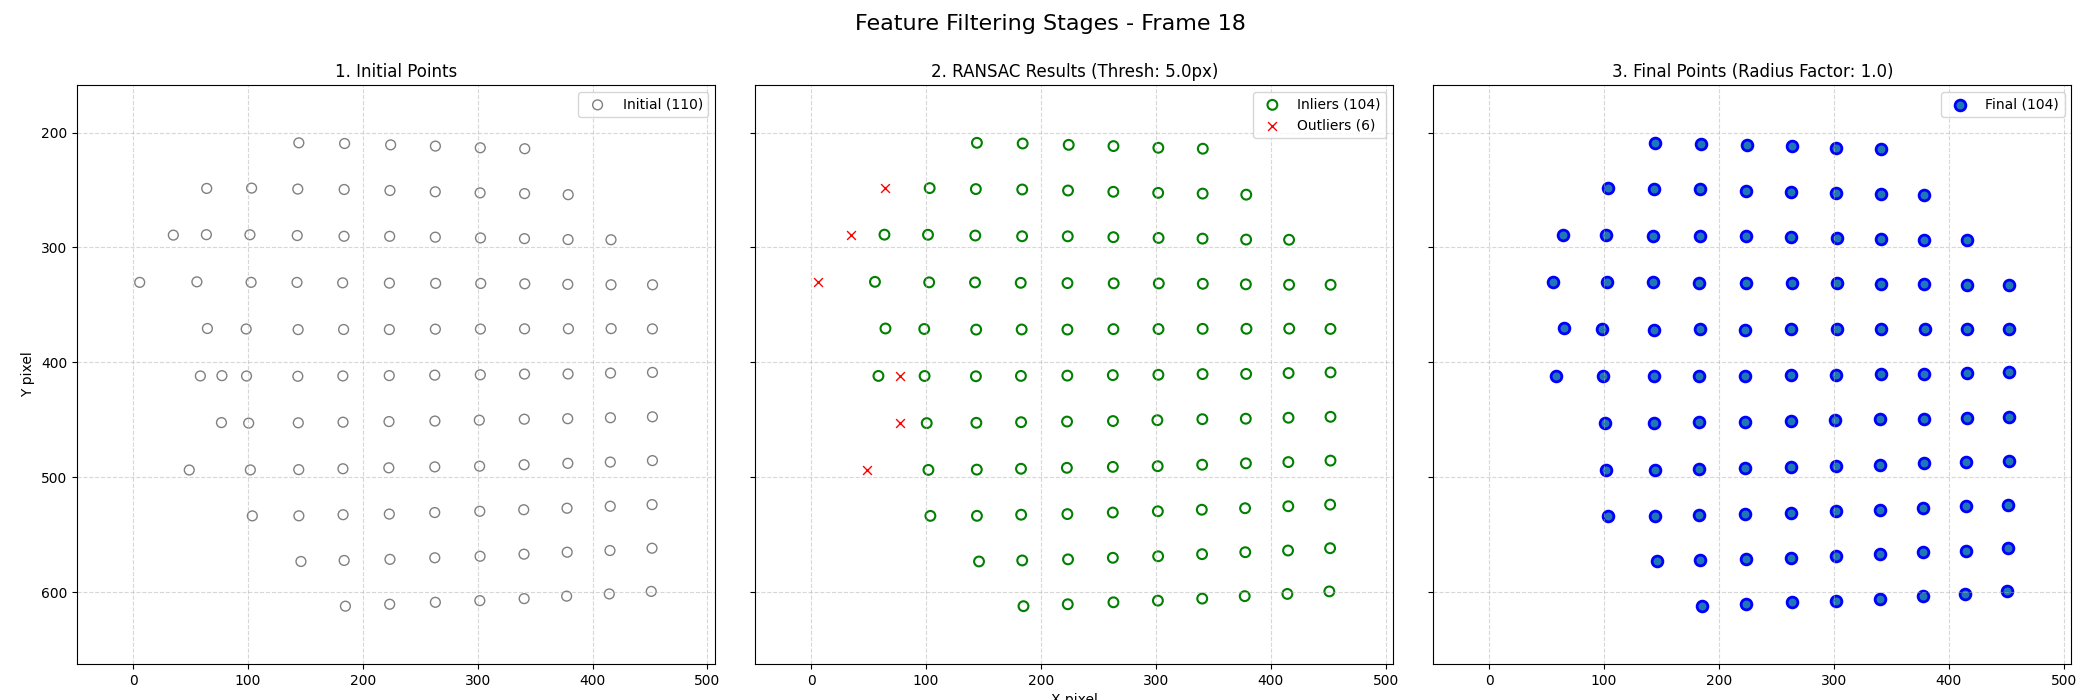 Feature Filtering Stages - Frame 18
1. Initial Points
Initial (110)
200
300
400
500
600
Y pixel
0 100 200 300 400 500
2. RANSAC Results (Thresh: 5.0px)
Inliers (104)
Outliers (6)
0 100 200 300 400 500
X pixel
3. Final Points (Radius Factor: 1.0)
Final (104)
0 100 200 300 400 500